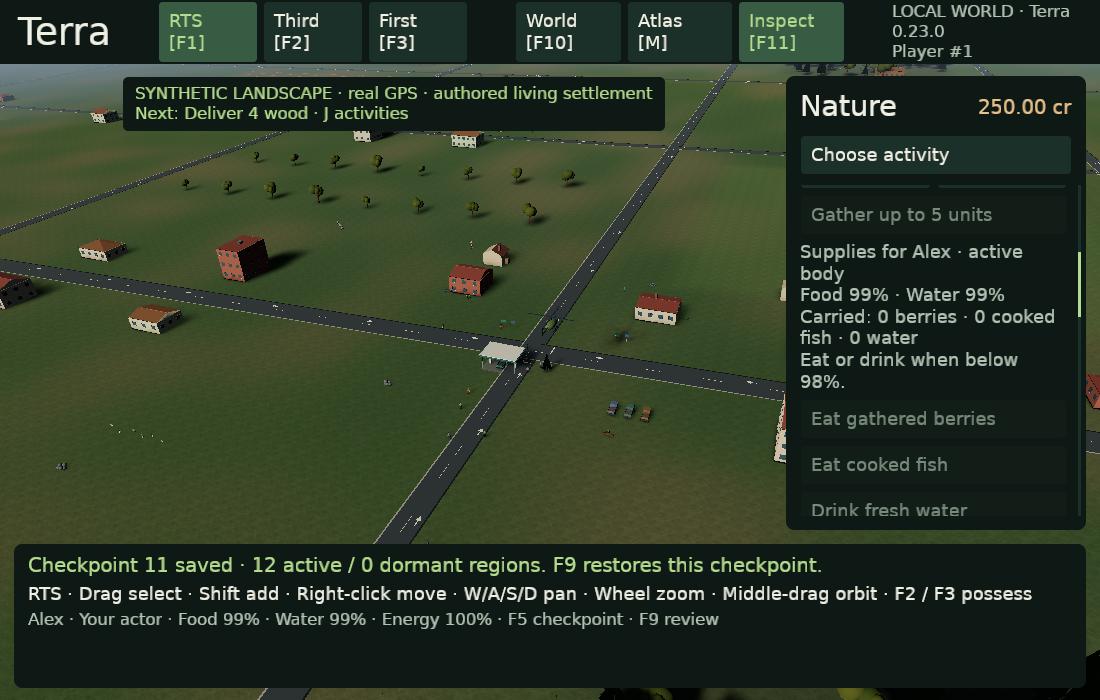 Terra
RTS
[F1]
Third
[F2]
First
[F3]
World
[F10]
Atlas
[M]
Inspect
[F11]
LOCAL WORLD · Terra
0.23.0
Player #1
SYNTHETIC LANDSCAPE · real GPS · authored living settlement
Next: Deliver 4 wood · J activities
Nature
250.00 cr
Choose activity
Gather up to 5 units
Supplies for Alex · active
body
Food 99% · Water 99%
Carried: 0 berries · 0 cooked
fish · 0 water
Eat or drink when below
98%.
Eat gathered berries
Eat cooked fish
Drink fresh water
Checkpoint 11 saved · 12 active / 0 dormant regions. F9 restores this checkpoint.
RTS · Drag select · Shift add · Right-click move · W/A/S/D pan · Wheel zoom · Middle-drag orbit · F2 / F3 possess
Alex · Your actor · Food 99% · Water 99% · Energy 100% · F5 checkpoint · F9 review